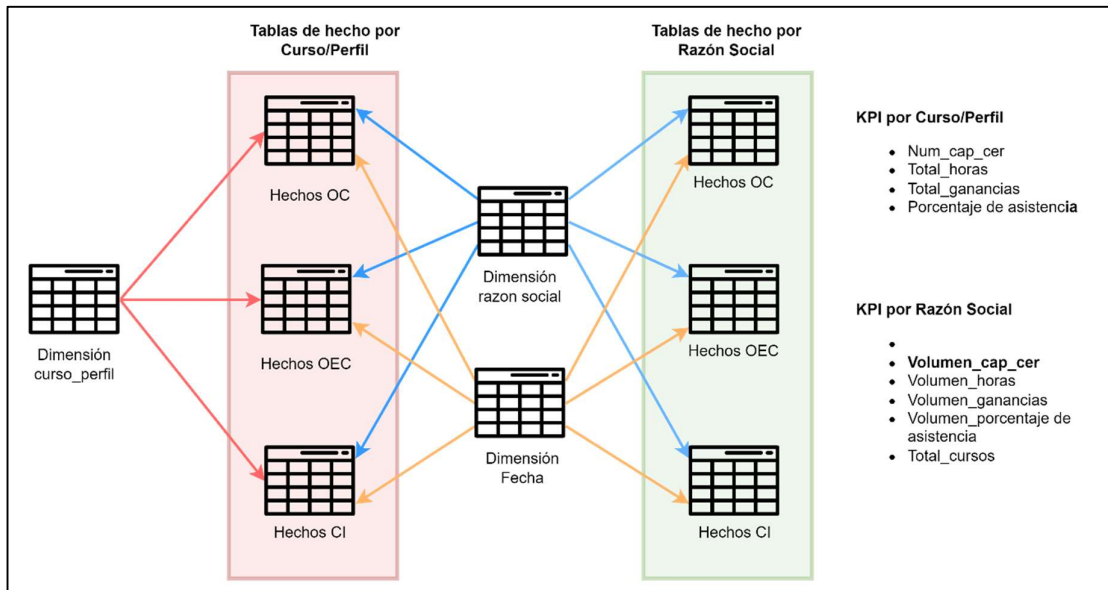 Tablas de hecho por
Curso/Perfil
Hechos OC
Hechos OEC
Hechos CI
Dimensión
curso_perfil
Dimensión
razon social
Dimensión
Fecha
Tablas de hecho por
Razón Social
Hechos OC
Hechos OEC
Hechos CI
KPI por Curso/Perfil
Num_cap_cer
Total_horas
Total_ganancias
Porcentaje de asistencia
KPI por Razón Social
Volumen_cap_cer
Volumen_horas
Volumen_ganancias
Volumen_porcentaje de
asistencia
Total_cursos